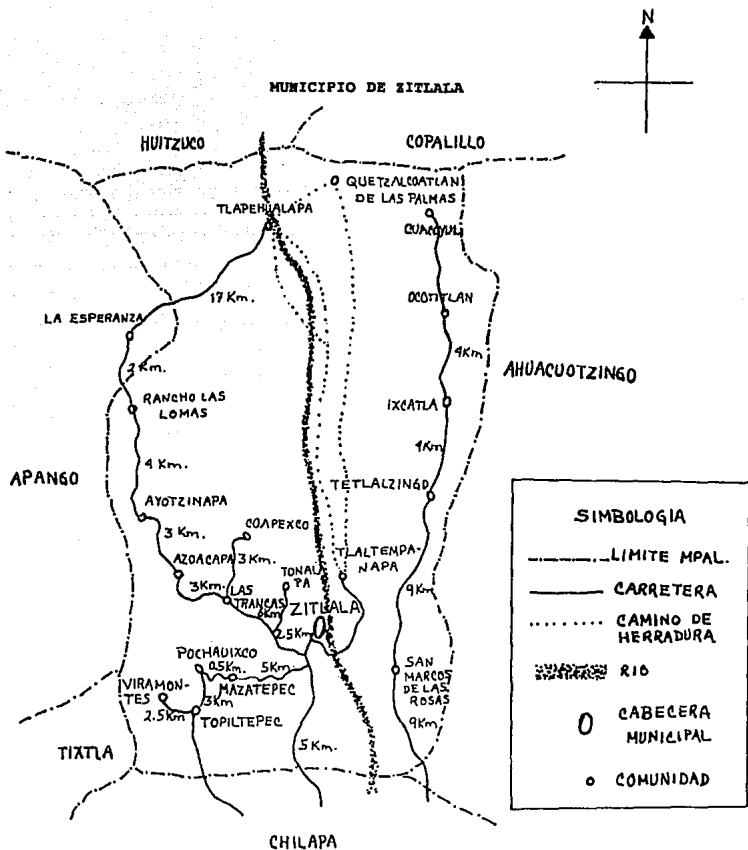 N
MUNICIPIO DE ZITLALA
HUITZUCO
COPALILLO
QUETZALCOATLAN
DE LAS PALMAS
TLAPEHUALAPA
CUACOYUL
17 Km.
OCOTITLAN
LA ESPERANZA
4Km
2 Km.
AHUACUOTZINGO
RANCHO LAS
LOMAS
IXCATLA
4Km
4 Km.
APANGO
TETLALZINGO
AYOTZINAPA
3 Km.
COAPEXCO
TLALTEMPA-
NAPA
AZOACAPA
3 Km.
TONAL
PA
3Km.
LAS
TRANCAS
ZITLALA
9Km
2.5Km
POCHAUIXCO
0.5Km.
5Km.
SAN
MARCOS
DE LAS
ROSAS
MAZATEPEC
VIRAMON-
TES
3Km
2.5Km
TOPILTEPEC
9Km
5 Km.
TIXTLA
CHILAPA
SIMBOLOGIA
LIMITE MPAL.
CARRETERA
CAMINO DE
HERRADURA
RIO
CABECERA
MUNICIPAL
COMUNIDAD